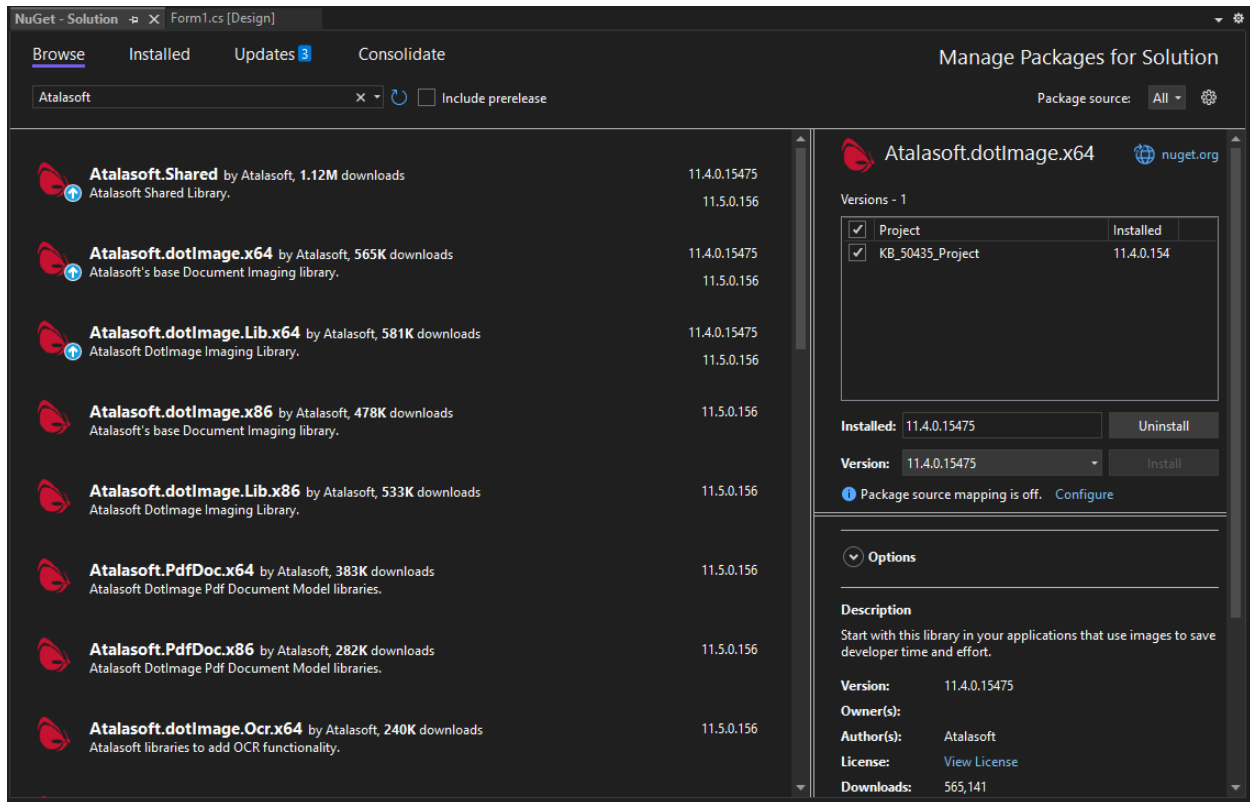 NuGet - Solution
Form1.cs [Design]
Browse Installed Updates 3 Consolidate
Manage Packages for Solution
Atalasoft
Include prerelease
Package source: All
Atalasoft.Shared by Atalasoft, 1.12M downloads 11.4.0.15475
Atalasoft Shared Library. 11.5.0.156
Atalasoft.dotImage.x64 by Atalasoft, 565K downloads 11.4.0.15475
Atalasoft's base Document Imaging library. 11.5.0.156
Atalasoft.dotImage.Lib.x64 by Atalasoft, 581K downloads 11.4.0.15475
Atalasoft DotImage Imaging Library. 11.5.0.156
Atalasoft.dotImage.x86 by Atalasoft, 478K downloads 11.5.0.156
Atalasoft's base Document Imaging library.
Atalasoft.dotImage.Lib.x86 by Atalasoft, 533K downloads 11.5.0.156
Atalasoft DotImage Imaging Library.
Atalasoft.PdfDoc.x64 by Atalasoft, 383K downloads 11.5.0.156
Atalasoft DotImage Pdf Document Model libraries.
Atalasoft.PdfDoc.x86 by Atalasoft, 282K downloads 11.5.0.156
Atalasoft DotImage Pdf Document Model libraries.
Atalasoft.dotImage.Ocr.x64 by Atalasoft, 240K downloads 11.5.0.156
Atalasoft libraries to add OCR functionality.
Atalasoft.dotImage.x64 nuget.org
Versions - 1
Project Installed
KB_50435_Project 11.4.0.154
Installed: 11.4.0.15475 Uninstall
Version: 11.4.0.15475 Install
Package source mapping is off. Configure
Options
Description
Start with this library in your applications that use images to save
developer time and effort.
Version: 11.4.0.15475
Owner(s):
Author(s): Atalasoft
License: View License
Downloads: 565,141